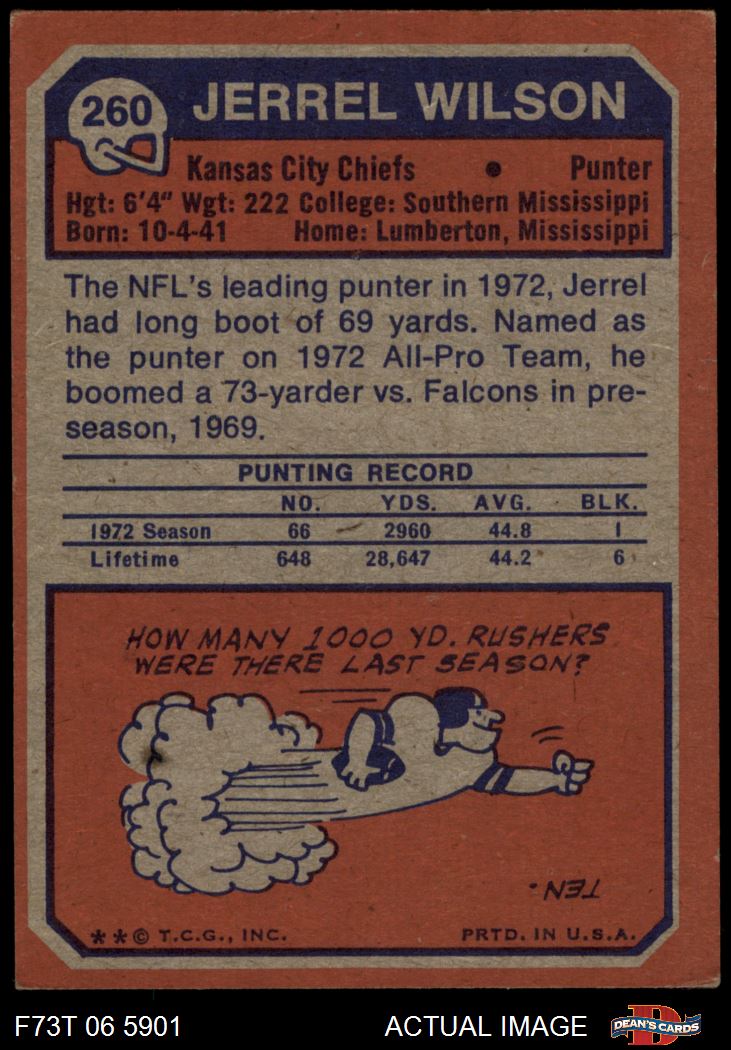 260 JERREL WILSON
Kansas City Chiefs • Punter
Hgt: 6'4" Wgt: 222 College: Southern Mississippi
Born: 10-4-41 Home: Lumberton, Mississippi
The NFL's leading punter in 1972, Jerrel
had long boot of 69 yards. Named as
the punter on 1972 All-Pro Team, he
boomed a 73-yarder vs. Falcons in pre-
season, 1969.
PUNTING RECORD
NO. YDS. AVG. BLK.
1972 Season 66 2960 44.8 1
Lifetime 648 28,647 44.2 6
HOW MANY 1000 YD. RUSHERS
WERE THERE LAST SEASON?
TEN.
**© T.C.G., INC. PRTD. IN U.S.A.
F73T 06 5901 ACTUAL IMAGE D DEAN'S CARDS